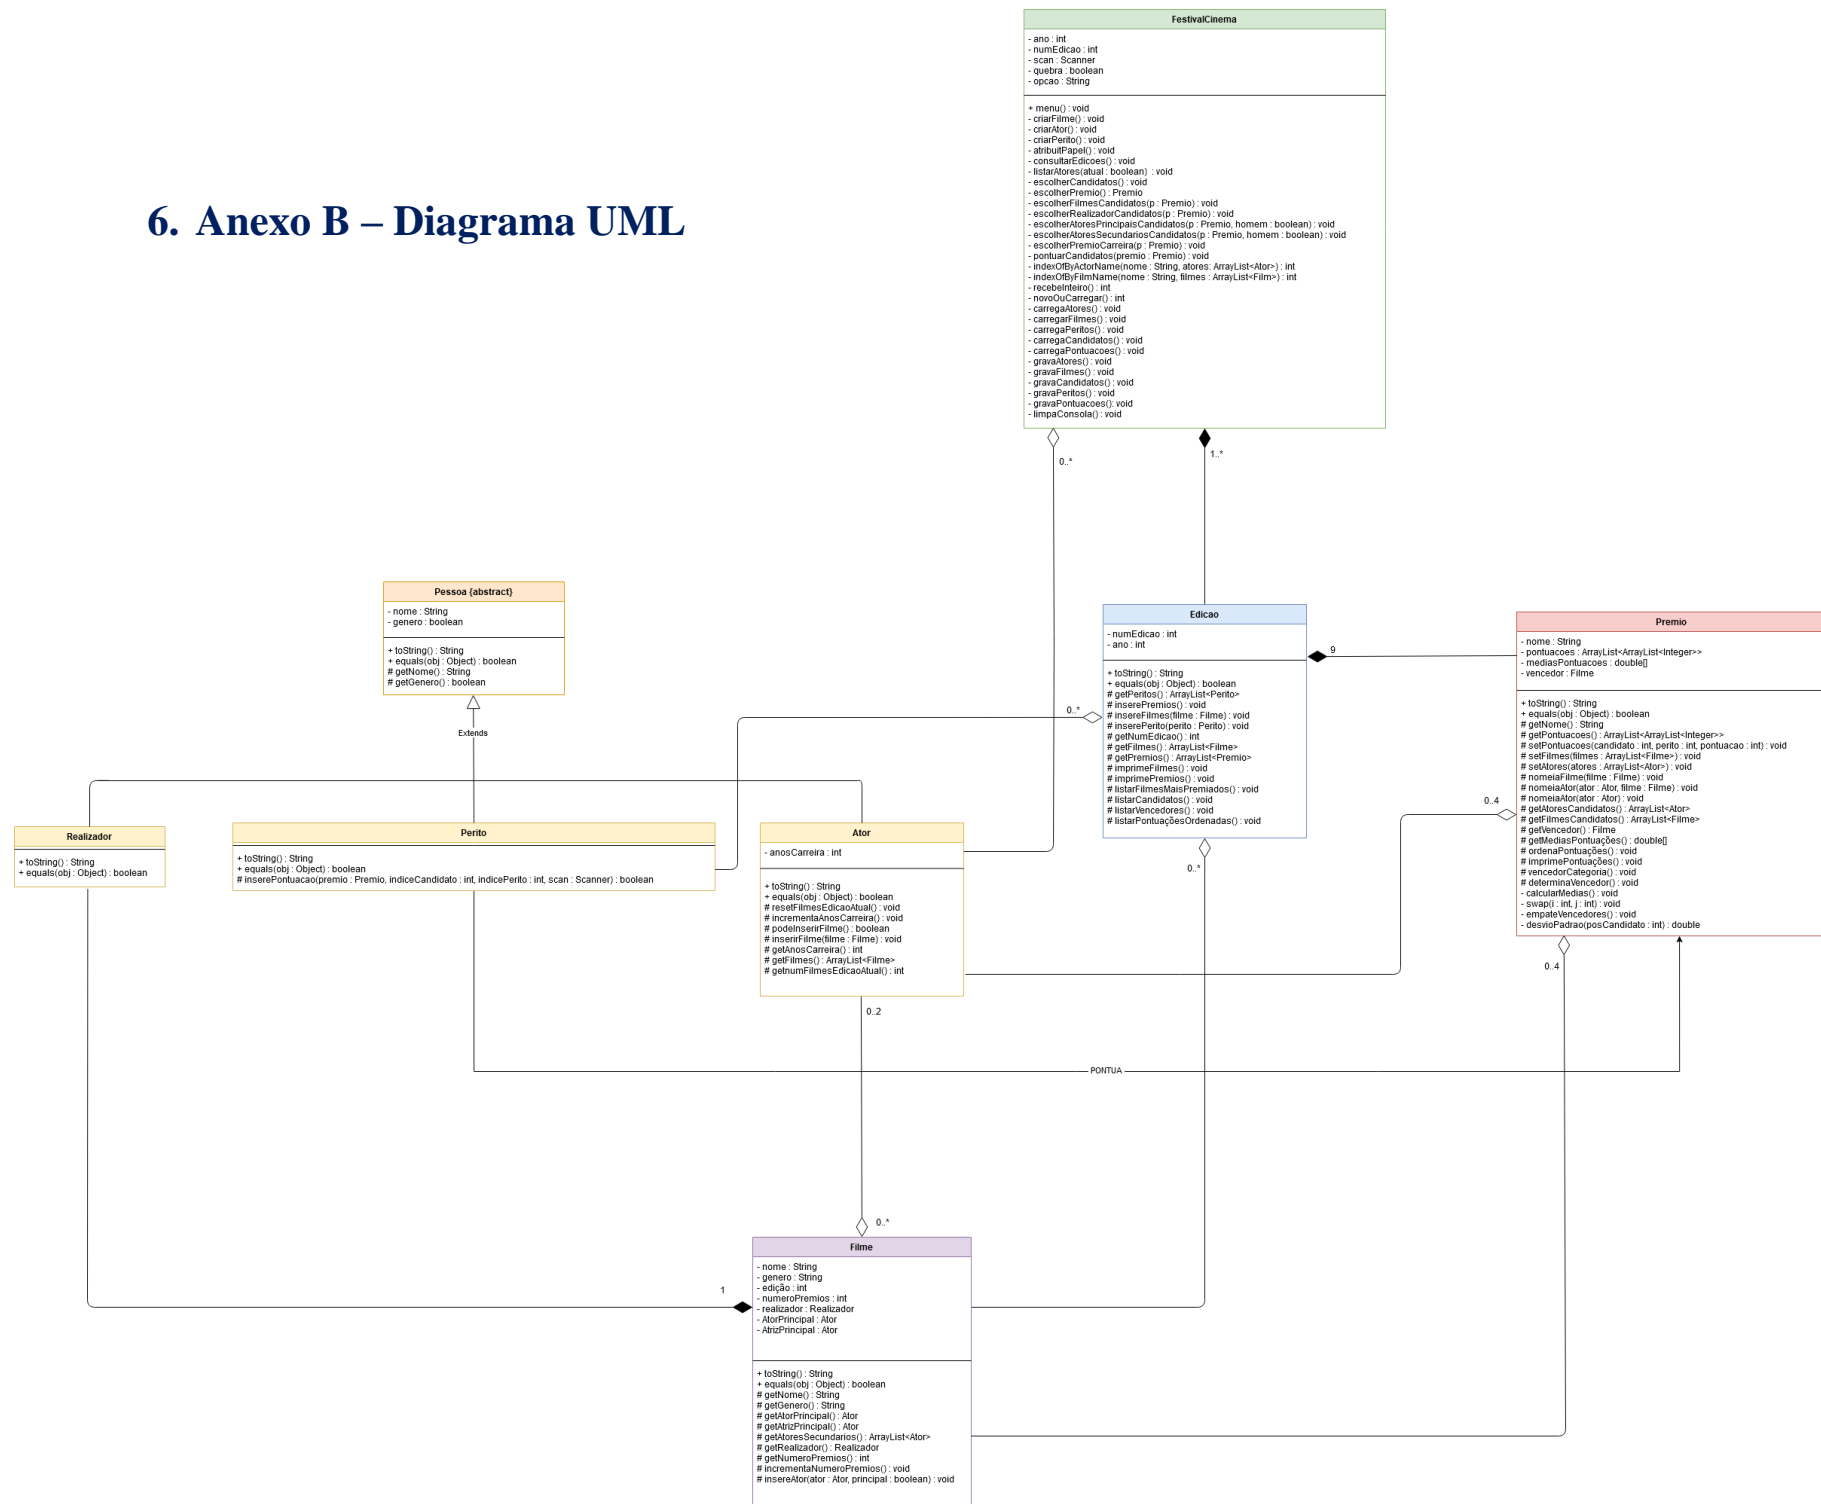 6. Anexo B – Diagrama UML
FestivalCinema
- ano : int
- numEdicao : int
- scan : Scanner
- quebra : boolean
- opcao : String
+ menu() : void
- criarFilme() : void
- criarAtor() : void
- criarPerito() : void
- atribuitPapel() : void
- consultarEdicoes() : void
- listarAtores(atual : boolean) : void
- escolherCandidatos() : void
- escolherPremio() : Premio
- escolherFilmesCandidatos(p : Premio) : void
- escolherRealizadorCandidatos(p : Premio) : void
- escolherAtoresPrincipaisCandidatos(p : Premio, homem : boolean) : void
- escolherAtoresSecundariosCandidatos(p : Premio, homem : boolean) : void
- escolherPremioCarreira(p : Premio) : void
- pontuarCandidatos(premio : Premio) : void
- indexOfByActorName(nome : String, atores: ArrayList<Ator>) : int
- indexOfByFilmName(nome : String, filmes : ArrayList<Film>) : int
- recebeInteiro() : int
- novoOuCarregar() : int
- carregaAtores() : void
- carregarFilmes() : void
- carregaPeritos() : void
- carregaCandidatos() : void
- carregaPontuacoes() : void
- gravaAtores() : void
- gravaFilmes() : void
- gravaCandidatos() : void
- gravaPeritos() : void
- gravaPontuacoes(): void
- limpaConsola() : void
0..*
1..*
Pessoa {abstract}
- nome : String
- genero : boolean
+ toString() : String
+ equals(obj : Object) : boolean
# getNome() : String
# getGenero() : boolean
Extends
Edicao
- numEdicao : int
- ano : int
+ toString() : String
+ equals(obj : Object) : boolean
# getPeritos() : ArrayList<Perito>
# inserePremios() : void
# insereFilmes(filme : Filme) : void
# inserePerito(perito : Perito) : void
# getNumEdicao() : int
# getFilmes() : ArrayList<Filme>
# getPremios() : ArrayList<Premio>
# imprimeFilmes() : void
# imprimePremios() : void
# listarFilmesMaisPremiados() : void
# listarCandidatos() : void
# listarVencedores() : void
# listarPontuaçõesOrdenadas() : void
9
0..*
0..*
Premio
- nome : String
- pontuacoes : ArrayList<ArrayList<Integer>>
- mediasPontuacoes : double[]
- vencedor : Filme
+ toString() : String
+ equals(obj : Object) : boolean
# getNome() : String
# getPontuacoes() : ArrayList<ArrayList<Integer>>
# setPontuacoes(candidato : int, perito : int, pontuacao : int) : void
# setFilmes(filmes : ArrayList<Filme>) : void
# setAtores(atores : ArrayList<Ator>) : void
# nomeiaFilme(filme : Filme) : void
# nomeiaAtor(ator : Ator, filme : Filme) : void
# nomeiaAtor(ator : Ator) : void
# getAtoresCandidatos() : ArrayList<Ator>
# getFilmesCandidatos() : ArrayList<Filme>
# getVencedor() : Filme
# getMediasPontuações() : double[]
# ordenaPontuações() : void
# imprimePontuações() : void
# vencedorCategoria() : void
# determinaVencedor() : void
- calcularMedias() : void
- swap(i : int, j : int) : void
- empateVencedores() : void
- desvioPadrao(posCandidato : int) : double
0..4
0..4
Realizador
+ toString() : String
+ equals(obj : Object) : boolean
Perito
+ toString() : String
+ equals(obj : Object) : boolean
# inserePontuacao(premio : Premio, indiceCandidato : int, indicePerito : int, scan : Scanner) : boolean
Ator
- anosCarreira : int
+ toString() : String
+ equals(obj : Object) : boolean
# resetFilmesEdicaoAtual() : void
# incrementaAnosCarreira() : void
# podeInserirFilme() : boolean
# inserirFilme(filme : Filme) : void
# getAnosCarreira() : int
# getFilmes() : ArrayList<Filme>
# getnumFilmesEdicaoAtual() : int
0..2
PONTUA
0..*
1
Filme
- nome : String
- genero : String
- edição : int
- numeroPremios : int
- realizador : Realizador
- AtorPrincipal : Ator
- AtrizPrincipal : Ator
+ toString() : String
+ equals(obj : Object) : boolean
# getNome() : String
# getGenero() : String
# getAtorPrincipal() : Ator
# getAtrizPrincipal() : Ator
# getAtoresSecundarios() : ArrayList<Ator>
# getRealizador() : Realizador
# getNumeroPremios() : int
# incrementaNumeroPremios() : void
# insereAtor(ator : Ator, principal : boolean) : void